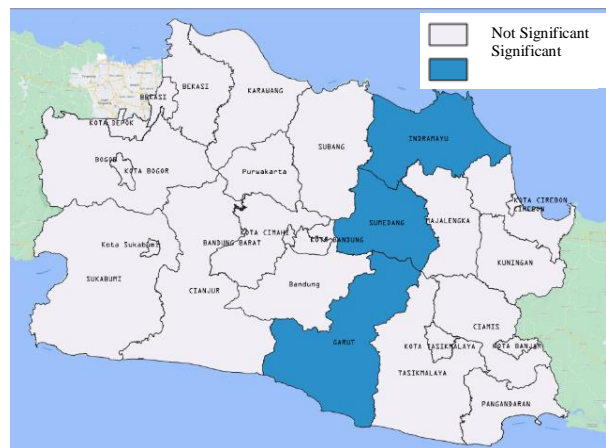 Not Significant
Significant
BEKASI
KARAWANG
BEKASI
KOTA DEPOK
INDRAMAYU
SUBANG
BOGOR
KOTA BOGOR
Purwakarta
KOTA CIREBON
CIREBON
SUMEDANG
MAJALENGKA
KOTA CIMAHI
KOTA BANDUNG
BANDUNG BARAT
Kota Sukabumi
KUNINGAN
SUKABUMI
CIANJUR
Bandung
CIAMIS
GARUT
KOTA TASIKMALAYA
KOTA BANJAR
TASIKMALAYA
PANGANDARAN